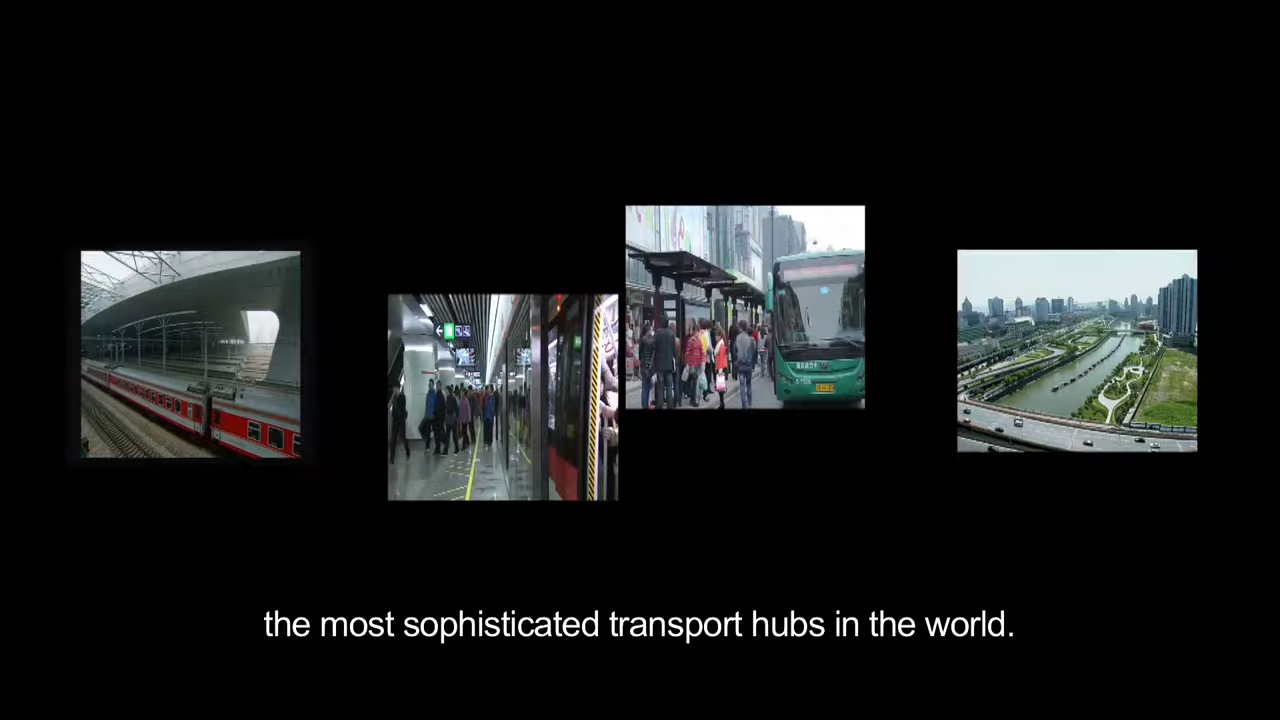 the most sophisticated transport hubs in the world.